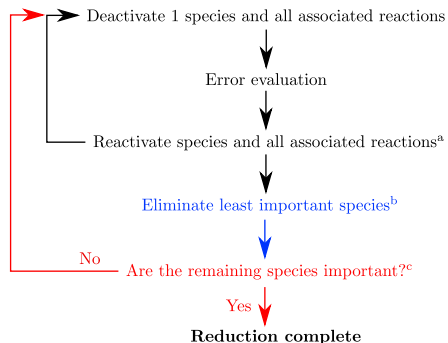 Deactivate 1 species and all associated reactions
Error evaluation
Reactivate species and all associated reactionsᵃ
Eliminate least important speciesᵇ
No
Are the remaining species important?ᶜ
Yes
Reduction complete